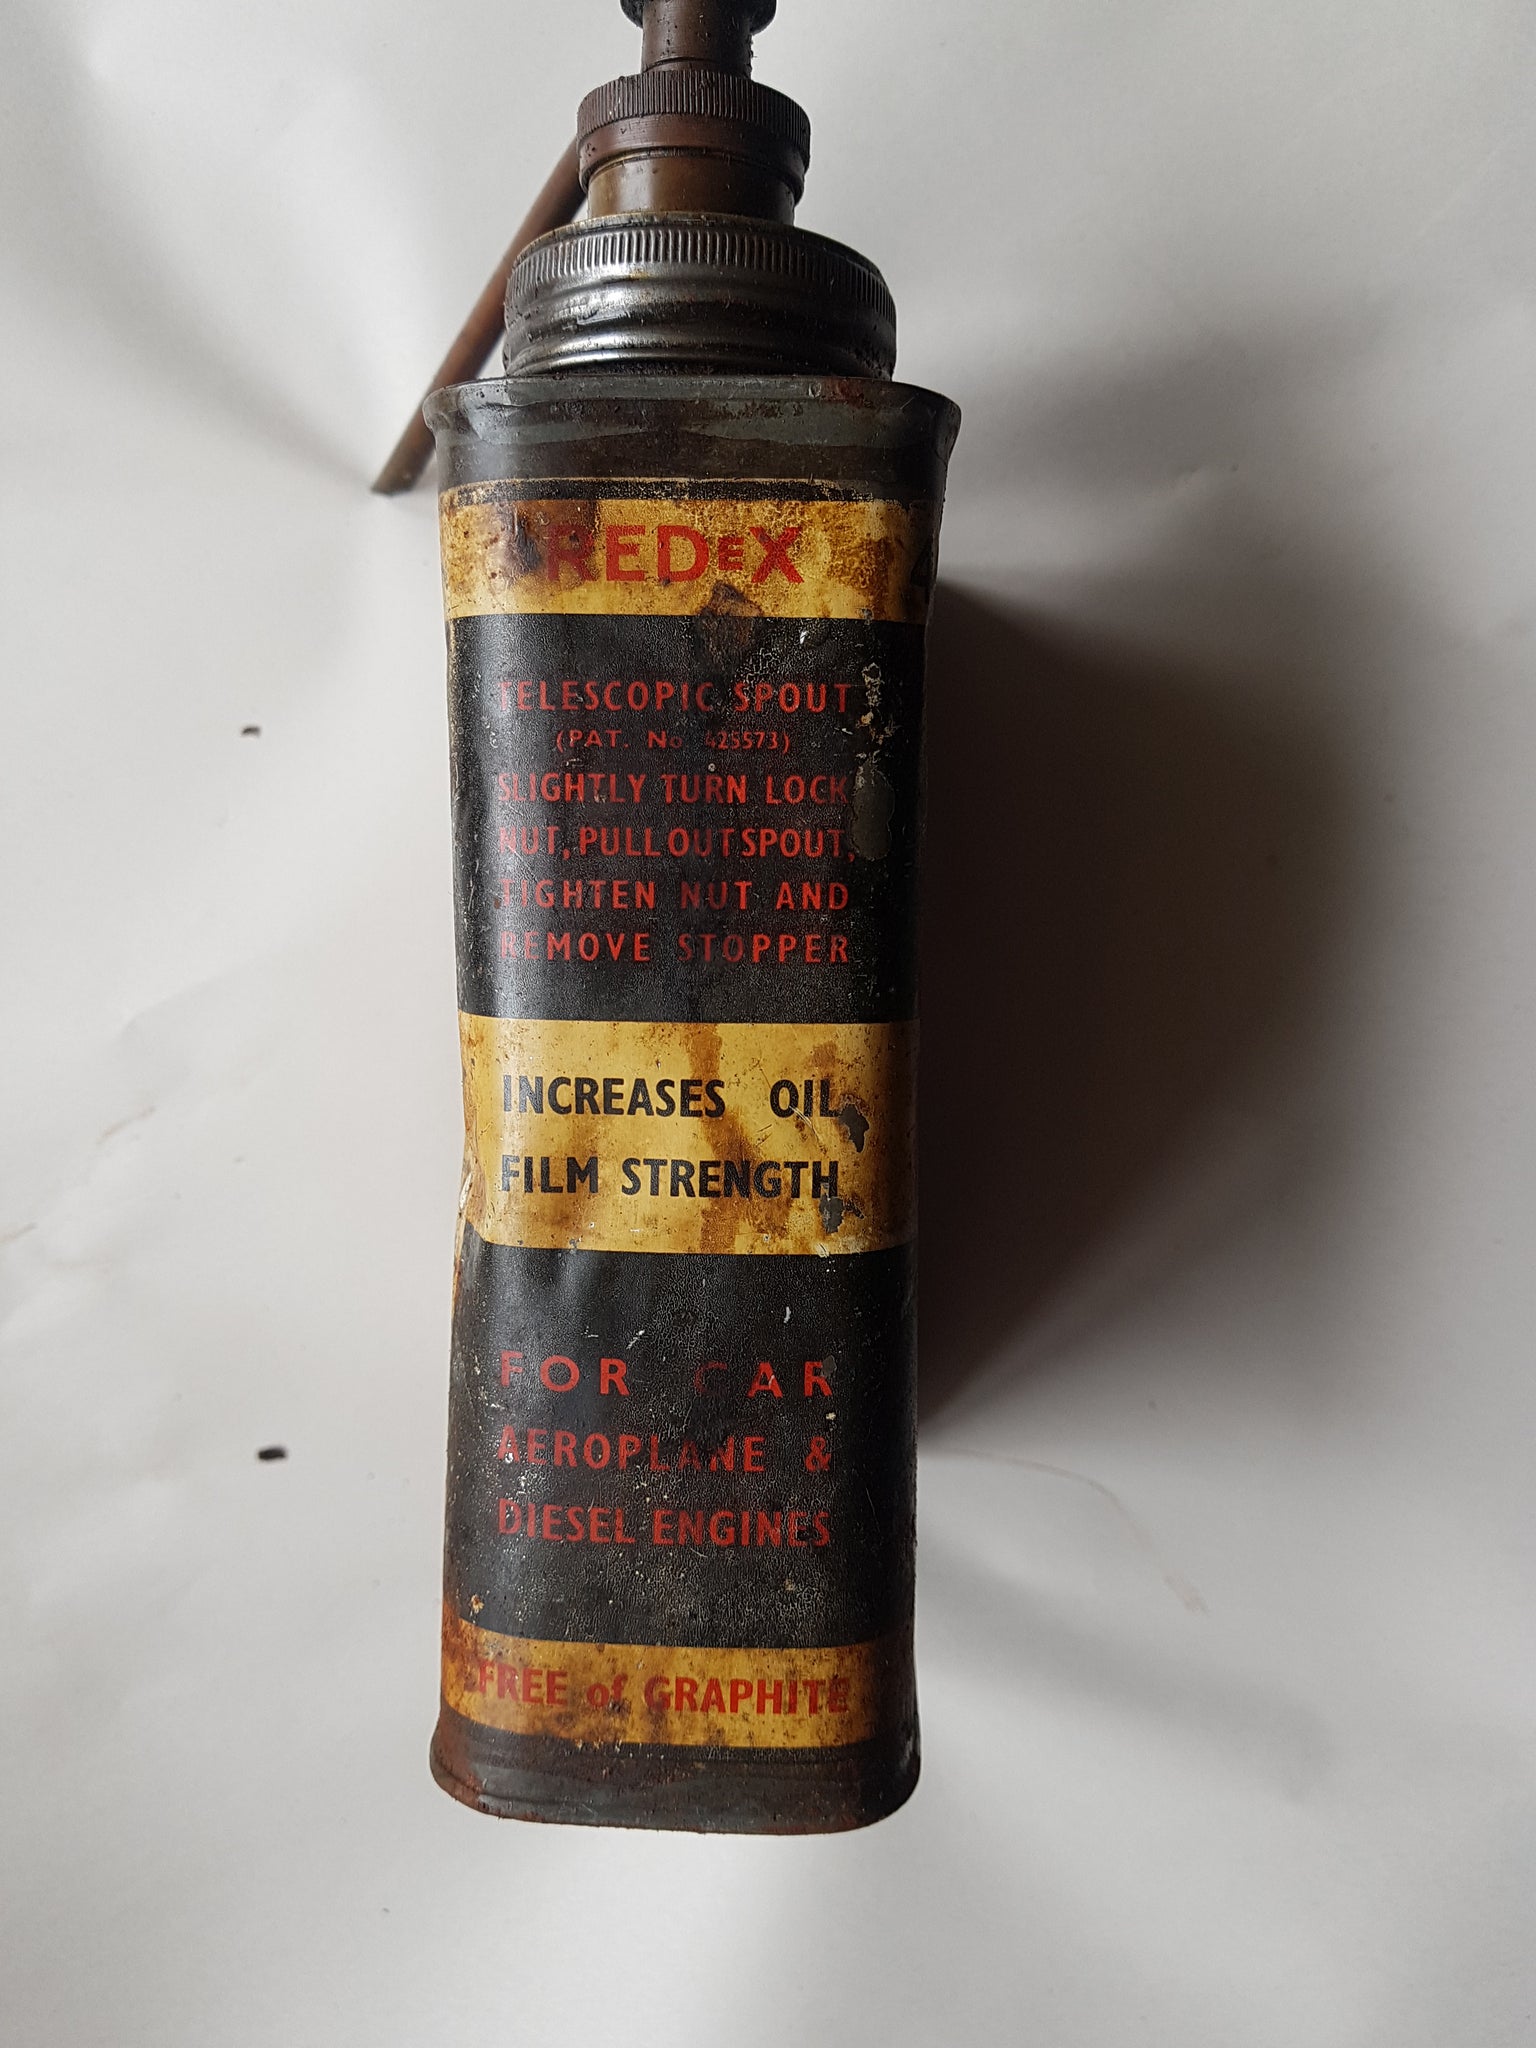 REDeX
TELESCOPIC SPOUT
(PAT. No 425573)
SLIGHTLY TURN LOCK
NUT, PULL OUT SPOUT,
TIGHTEN NUT AND
REMOVE STOPPER
INCREASES OIL
FILM STRENGTH
FOR CAR
AEROPLANE &
DIESEL ENGINES
FREE of GRAPHITE